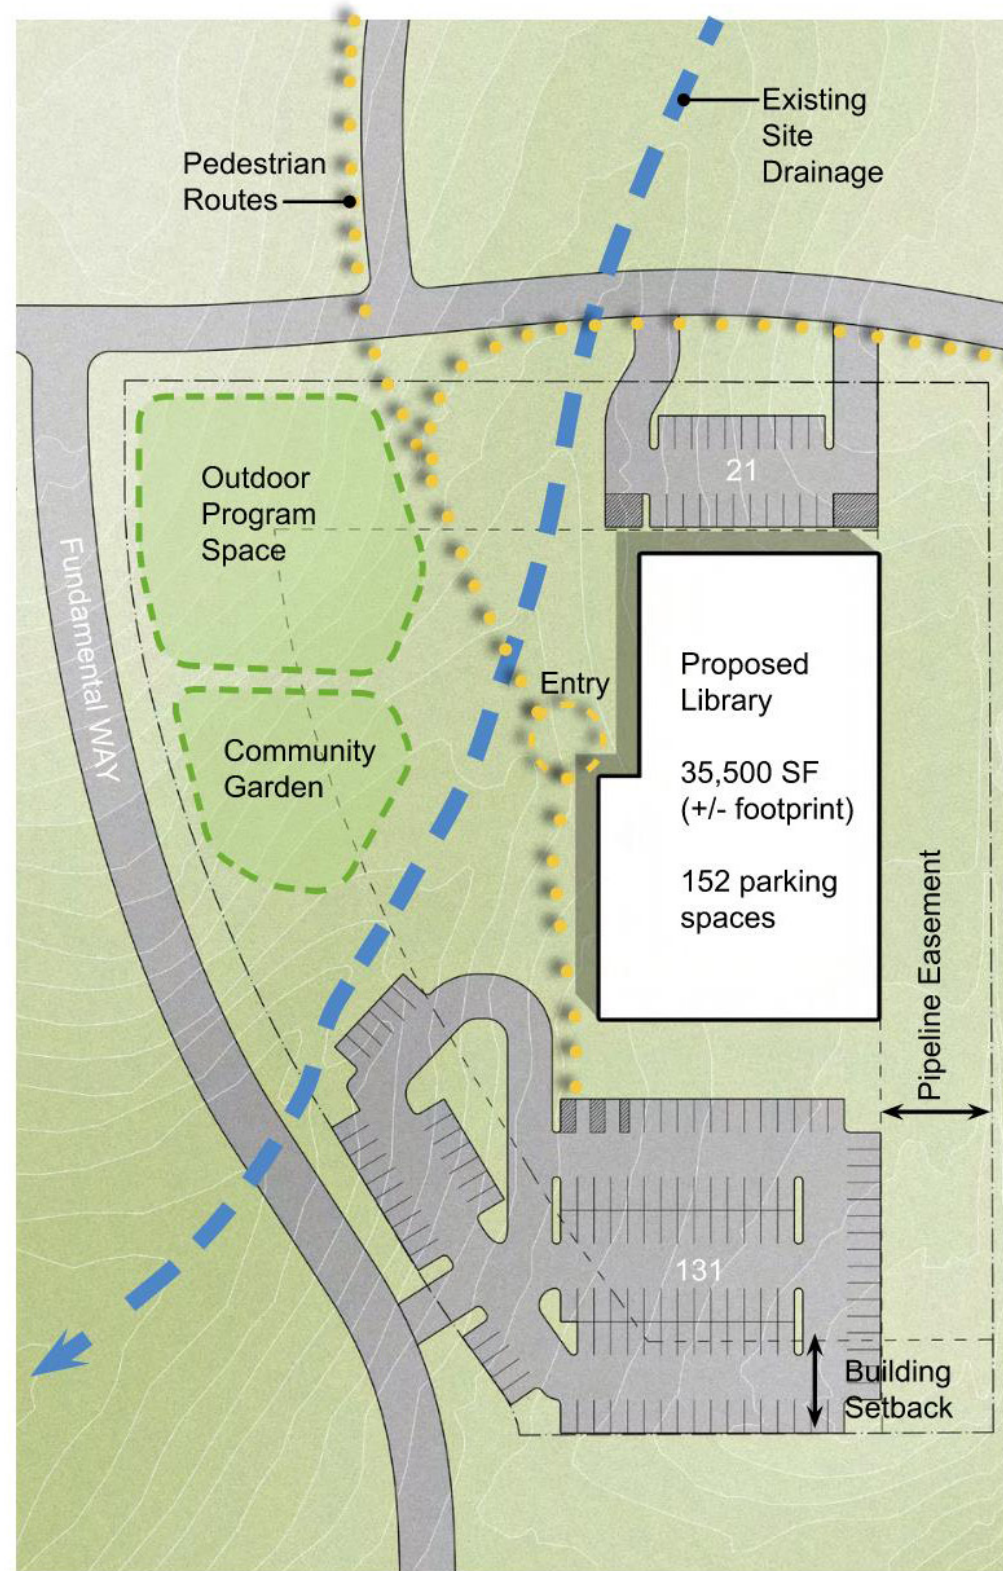 Existing
Site
Drainage
Pedestrian
Routes
21
Outdoor
Program
Space
Fundamental WAY
Entry
Proposed
Library
35,500 SF
(+/- footprint)
152 parking
spaces
Community
Garden
Pipeline Easement
131
Building
Setback